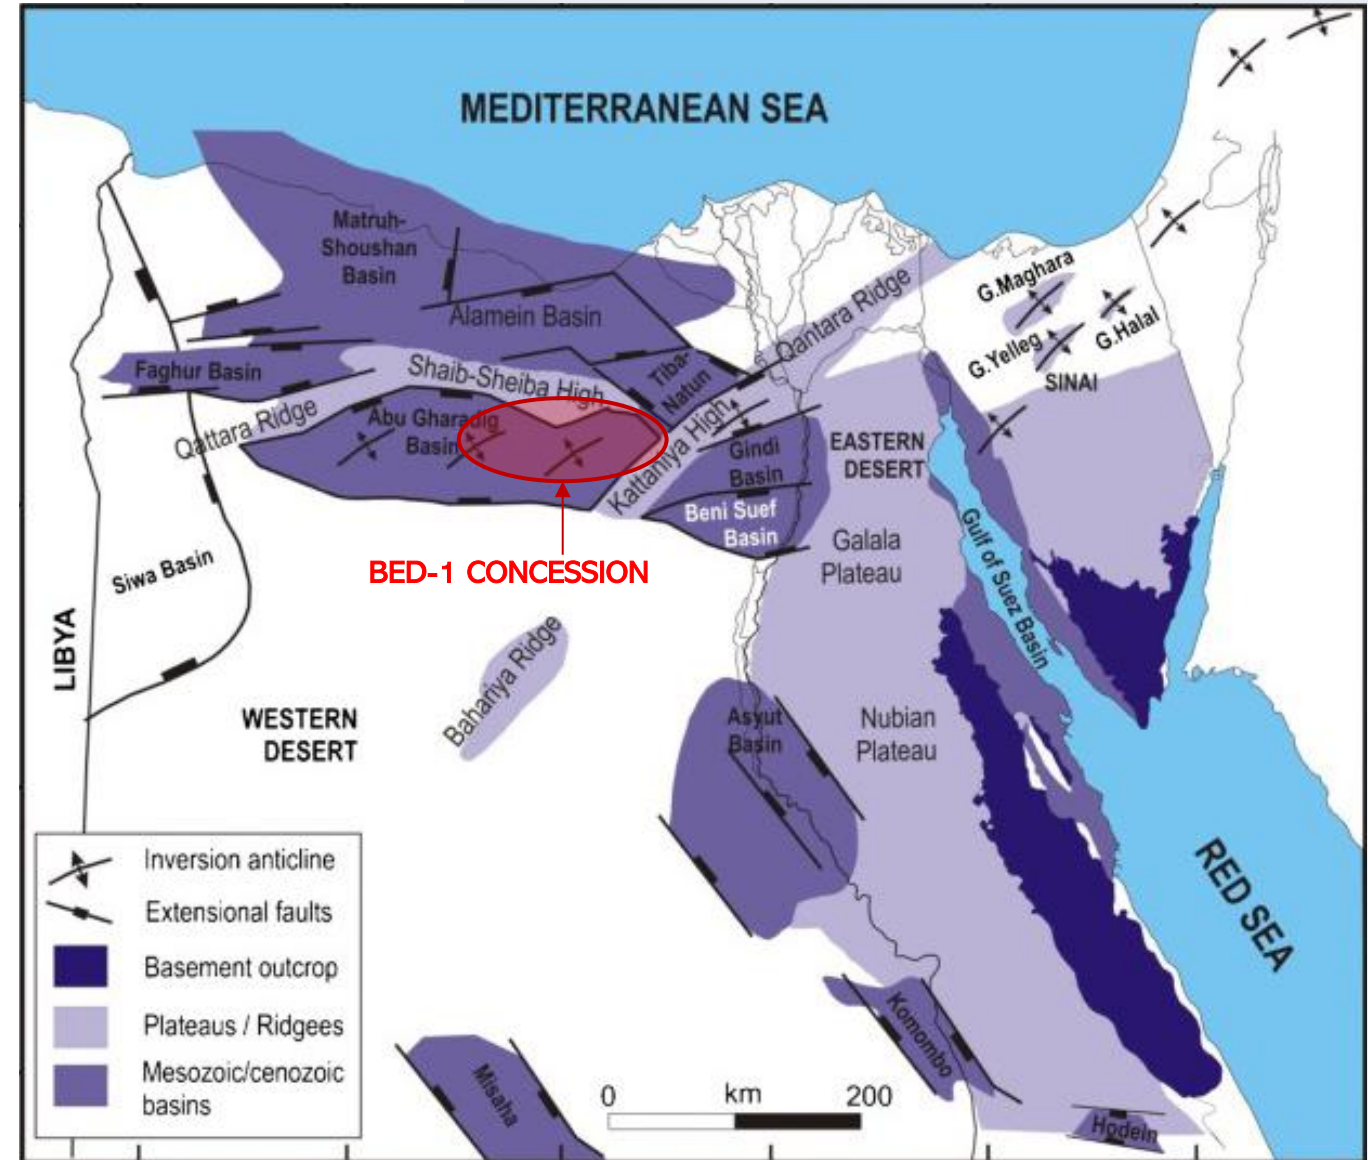 MEDITERRANEAN SEA
Matruh-
Shoushan
Basin
Alamein Basin
Faghur Basin
Shaib-Sheiba High
Tiba-
Natun
Qantara Ridge
G.Maghara
G.Yelleg
G.Halal
SINAI
Qattara Ridge
Abu Gharadig
Basin
Kattaniya High
Gindi
Basin
EASTERN
DESERT
Beni Suef
Basin
Galala
Plateau
Gulf of Suez Basin
BED-1 CONCESSION
Siwa Basin
LIBYA
Bahariya Ridge
WESTERN
DESERT
Asyut
Basin
Nubian
Plateau
RED SEA
Komombo
Misaha
Hodein
Inversion anticline
Extensional faults
Basement outcrop
Plateaus / Ridgees
Mesozoic/cenozoic
basins
0 km 200